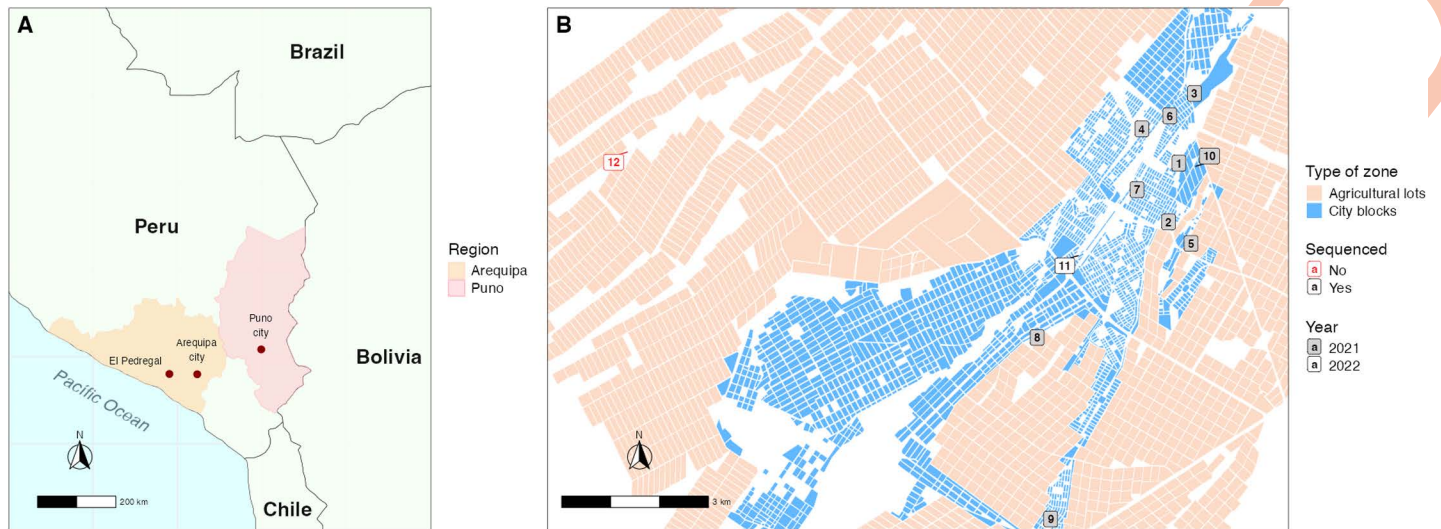 A
Brazil
Peru
Puno
city
Arequipa
city
El Pedregal
Bolivia
Pacific Ocean
N
200 km
Chile
Region
Arequipa
Puno
B
3
6
4
12
1
10
7
2
5
11
8
9
N
3 km
Type of zone
Agricultural lots
City blocks
Sequenced
a No
a Yes
Year
a 2021
a 2022